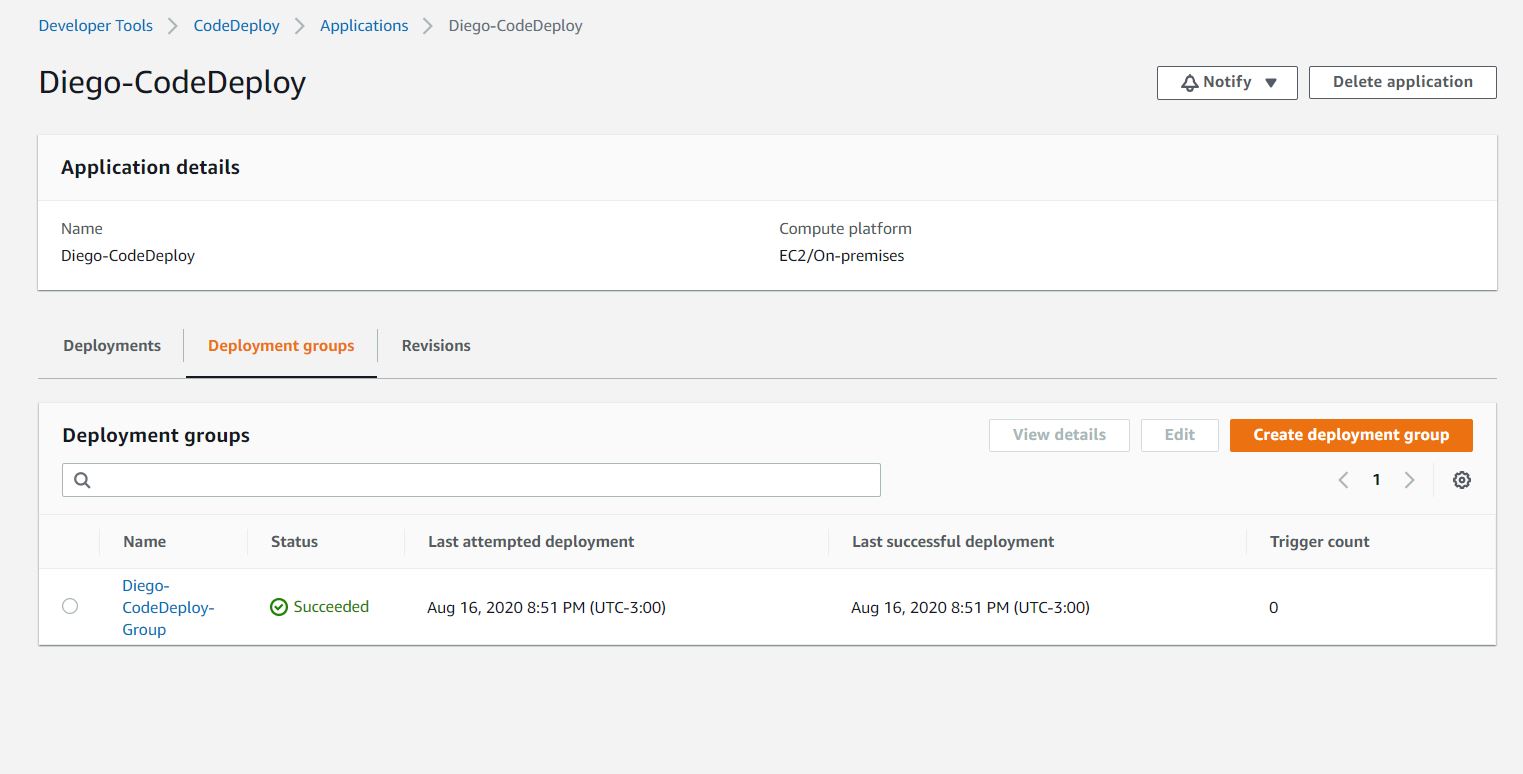 Developer Tools > CodeDeploy > Applications > Diego-CodeDeploy
Diego-CodeDeploy
Notify
Delete application
Application details
Name
Compute platform
Diego-CodeDeploy
EC2/On-premises
Deployments
Deployment groups
Revisions
Deployment groups
View details
Edit
Create deployment group
1
Name
Status
Last attempted deployment
Last successful deployment
Trigger count
Diego-
CodeDeploy-
Group
Succeeded
Aug 16, 2020 8:51 PM (UTC-3:00)
Aug 16, 2020 8:51 PM (UTC-3:00)
0